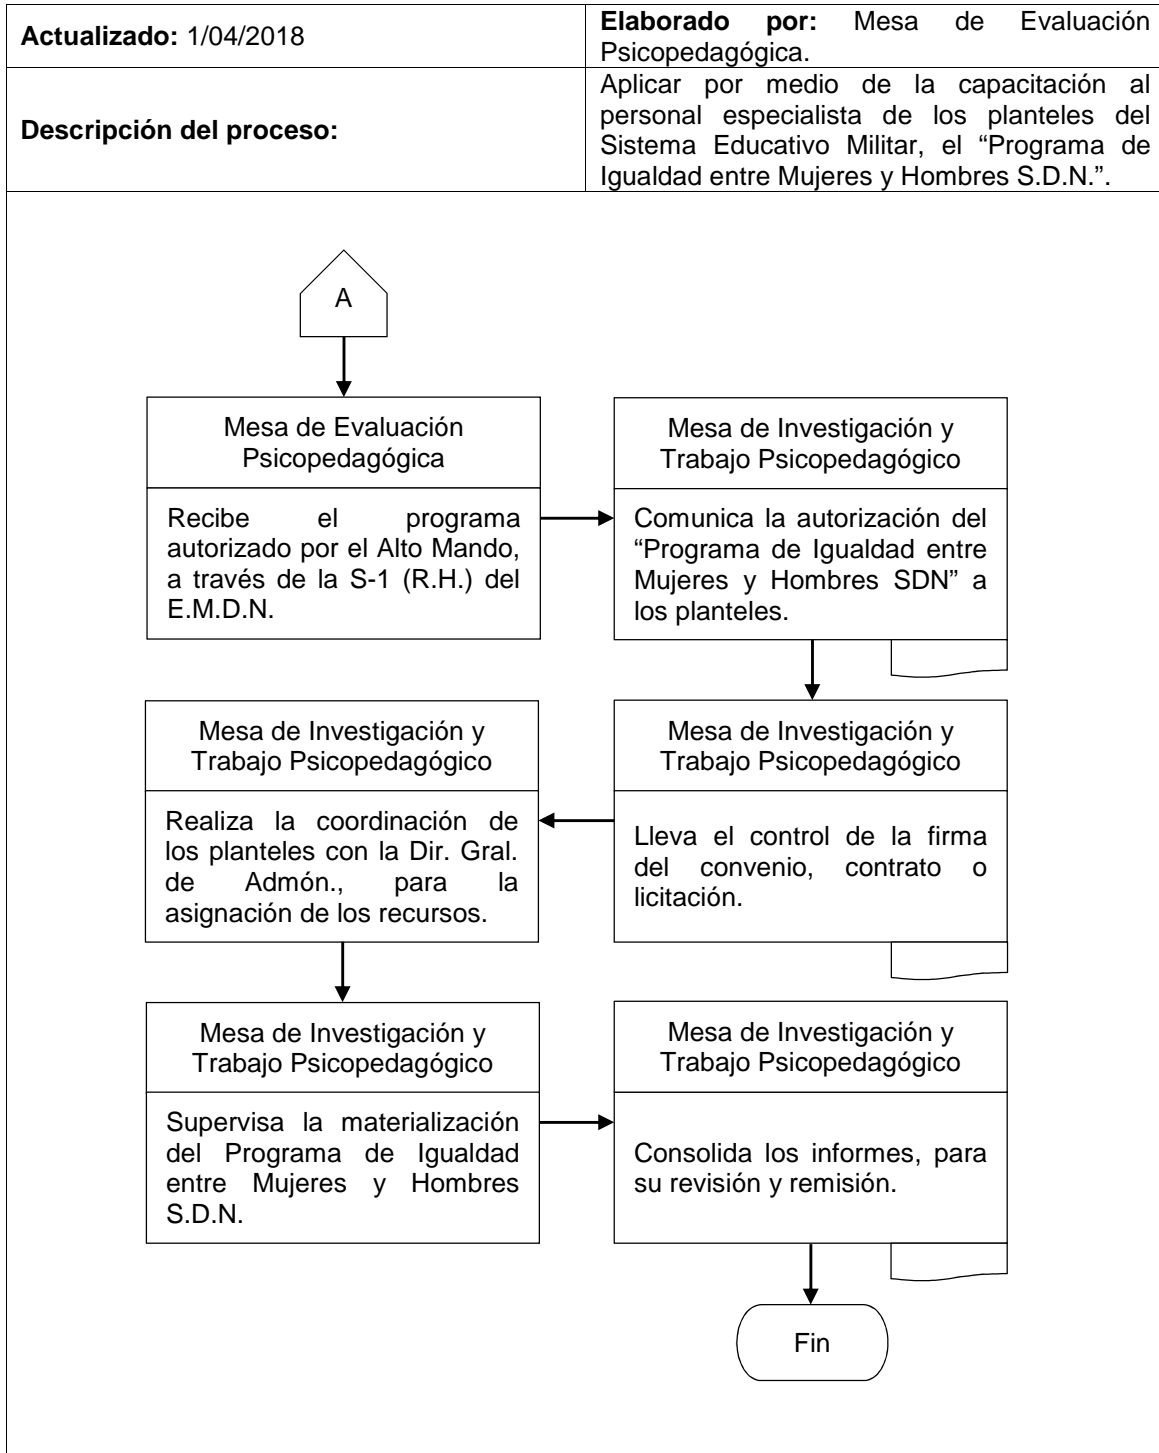 Actualizado: 1/04/2018
Elaborado por: Mesa de Evaluación
Psicopedagógica.
Descripción del proceso:
Aplicar por medio de la capacitación al
personal especialista de los planteles del
Sistema Educativo Militar, el “Programa de
Igualdad entre Mujeres y Hombres S.D.N.”.
A
Mesa de Evaluación
Psicopedagógica
Recibe el programa
autorizado por el Alto Mando,
a través de la S-1 (R.H.) del
E.M.D.N.
Mesa de Investigación y
Trabajo Psicopedagógico
Comunica la autorización del
“Programa de Igualdad entre
Mujeres y Hombres SDN” a
los planteles.
Mesa de Investigación y
Trabajo Psicopedagógico
Lleva el control de la firma
del convenio, contrato o
licitación.
Mesa de Investigación y
Trabajo Psicopedagógico
Realiza la coordinación de
los planteles con la Dir. Gral.
de Admón., para la
asignación de los recursos.
Mesa de Investigación y
Trabajo Psicopedagógico
Supervisa la materialización
del Programa de Igualdad
entre Mujeres y Hombres
S.D.N.
Mesa de Investigación y
Trabajo Psicopedagógico
Consolida los informes, para
su revisión y remisión.
Fin